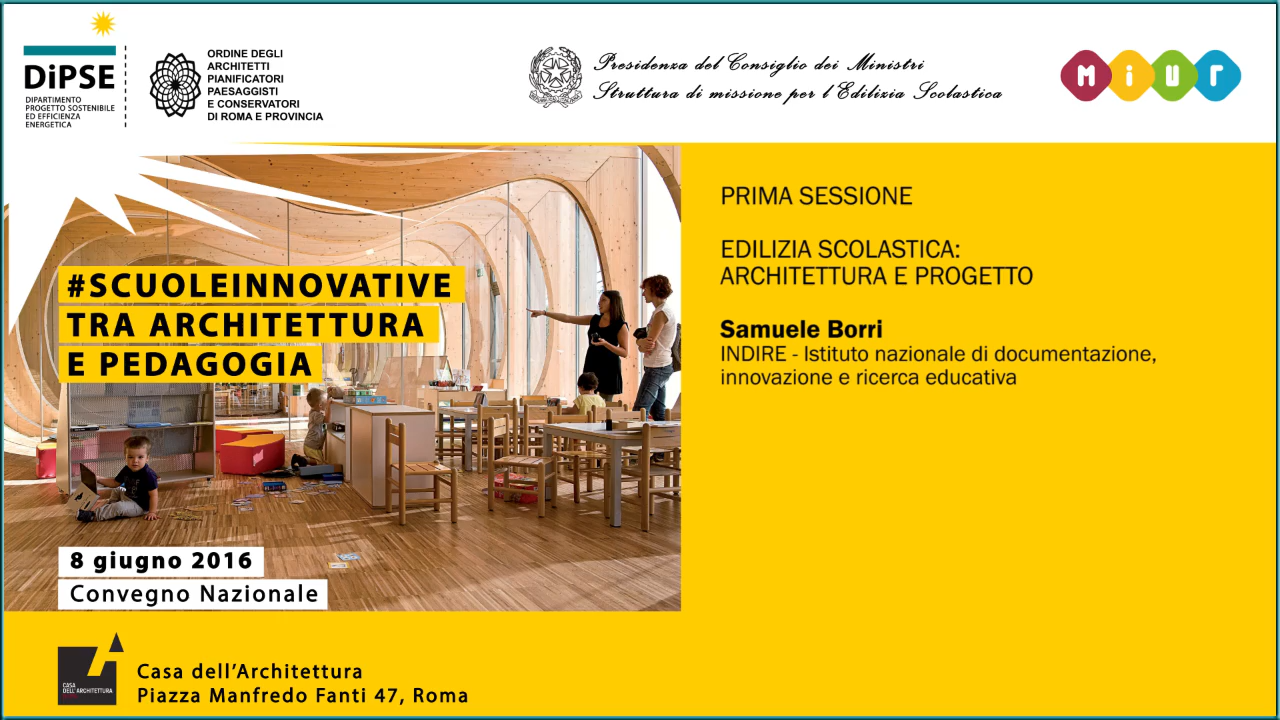 DiPSE
DIPARTIMENTO
PROGETTO SOSTENIBILE
ED EFFICIENZA
ENERGETICA
ORDINE DEGLI
ARCHITETTI
PIANIFICATORI
PAESAGGISTI
E CONSERVATORI
DI ROMA E PROVINCIA
Presidenza del Consiglio dei Ministri
Struttura di missione per l'Edilizia Scolastica
MiUr
#SCUOLEINNOVATIVE
TRA ARCHITETTURA
E PEDAGOGIA
8 giugno 2016
Convegno Nazionale
PRIMA SESSIONE
EDILIZIA SCOLASTICA:
ARCHITETTURA E PROGETTO
Samuele Borri
INDIRE - Istituto nazionale di documentazione,
innovazione e ricerca educativa
CASA
DELL'ARCHITETTURA
Casa dell'Architettura
Piazza Manfredo Fanti 47, Roma